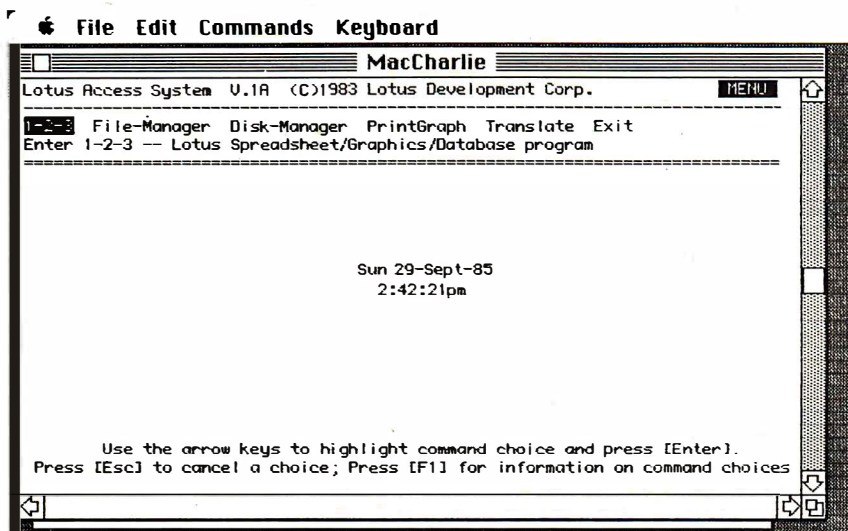 File Edit Commands Keyboard
MacCharlie
Lotus Access System V.1A (C)1983 Lotus Development Corp. MENU
1-2-3 File-Manager Disk-Manager PrintGraph Translate Exit
Enter 1-2-3 -- Lotus Spreadsheet/Graphics/Database program
Sun 29-Sept-85
2:42:21pm
Use the arrow keys to highlight command choice and press [Enter].
Press [Esc] to cancel a choice; Press [F1] for information on command choices